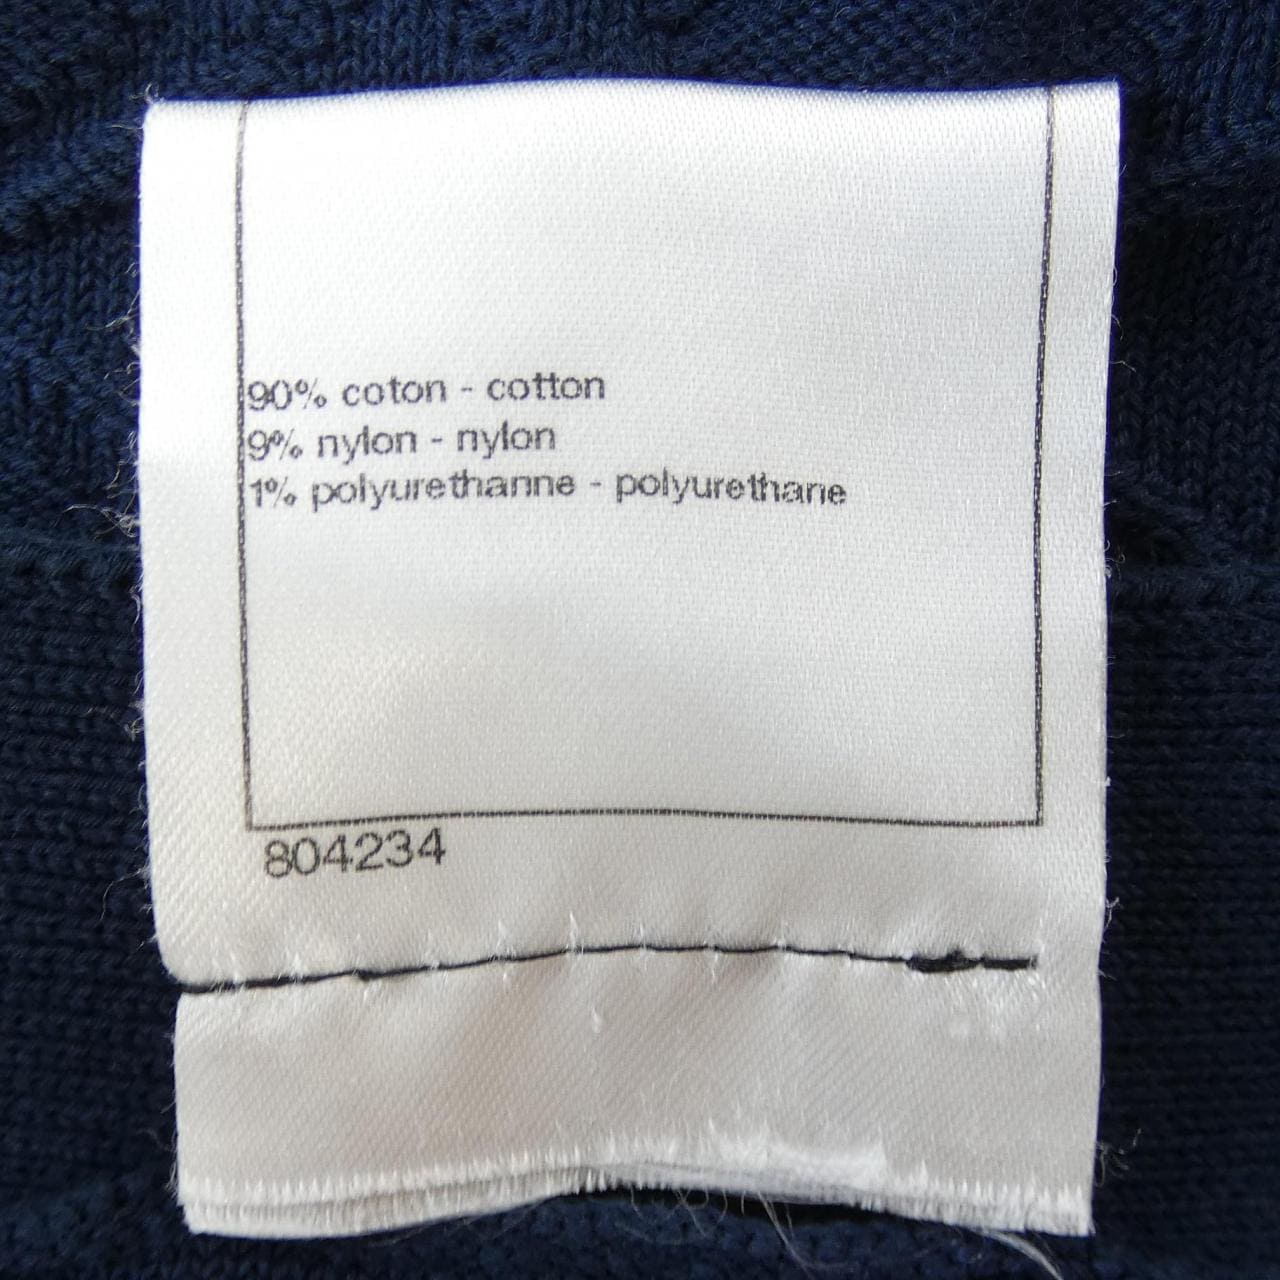 90% coton - cotton
9% nylon - nylon
1% polyurethanne - polyurethane
804234